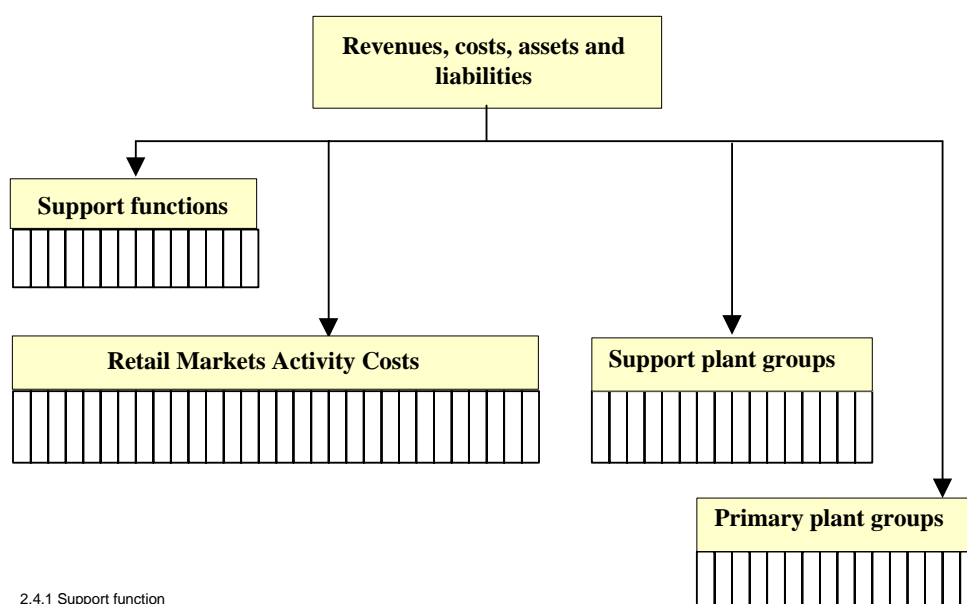 Revenues, costs, assets and
liabilities
Support functions
Retail Markets Activity Costs
Support plant groups
Primary plant groups
2.4.1 Support function